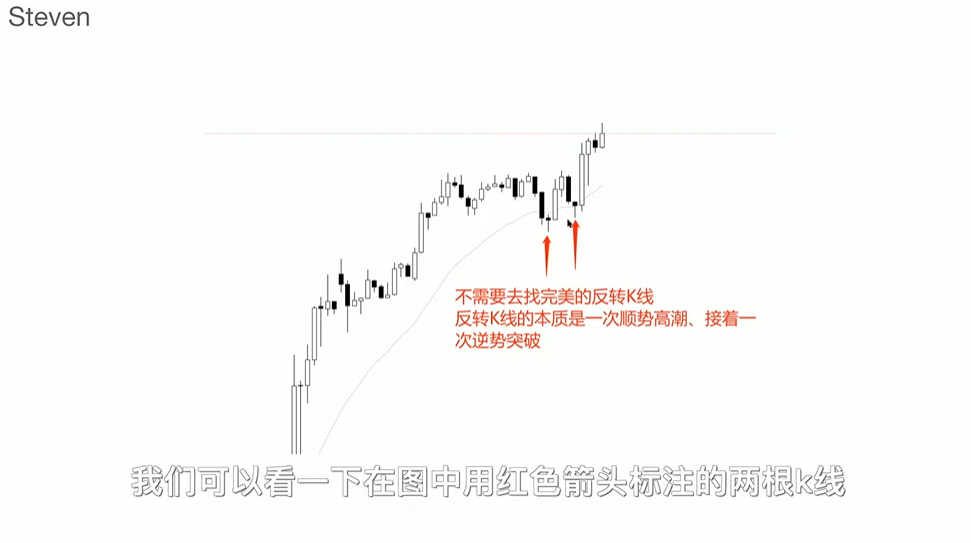 Steven
不需要去找完美的反转K线
反转K线的本质是一次顺势高潮、接着一
次逆势突破
我们可以看一下在图中用红色箭头标注的两根k线